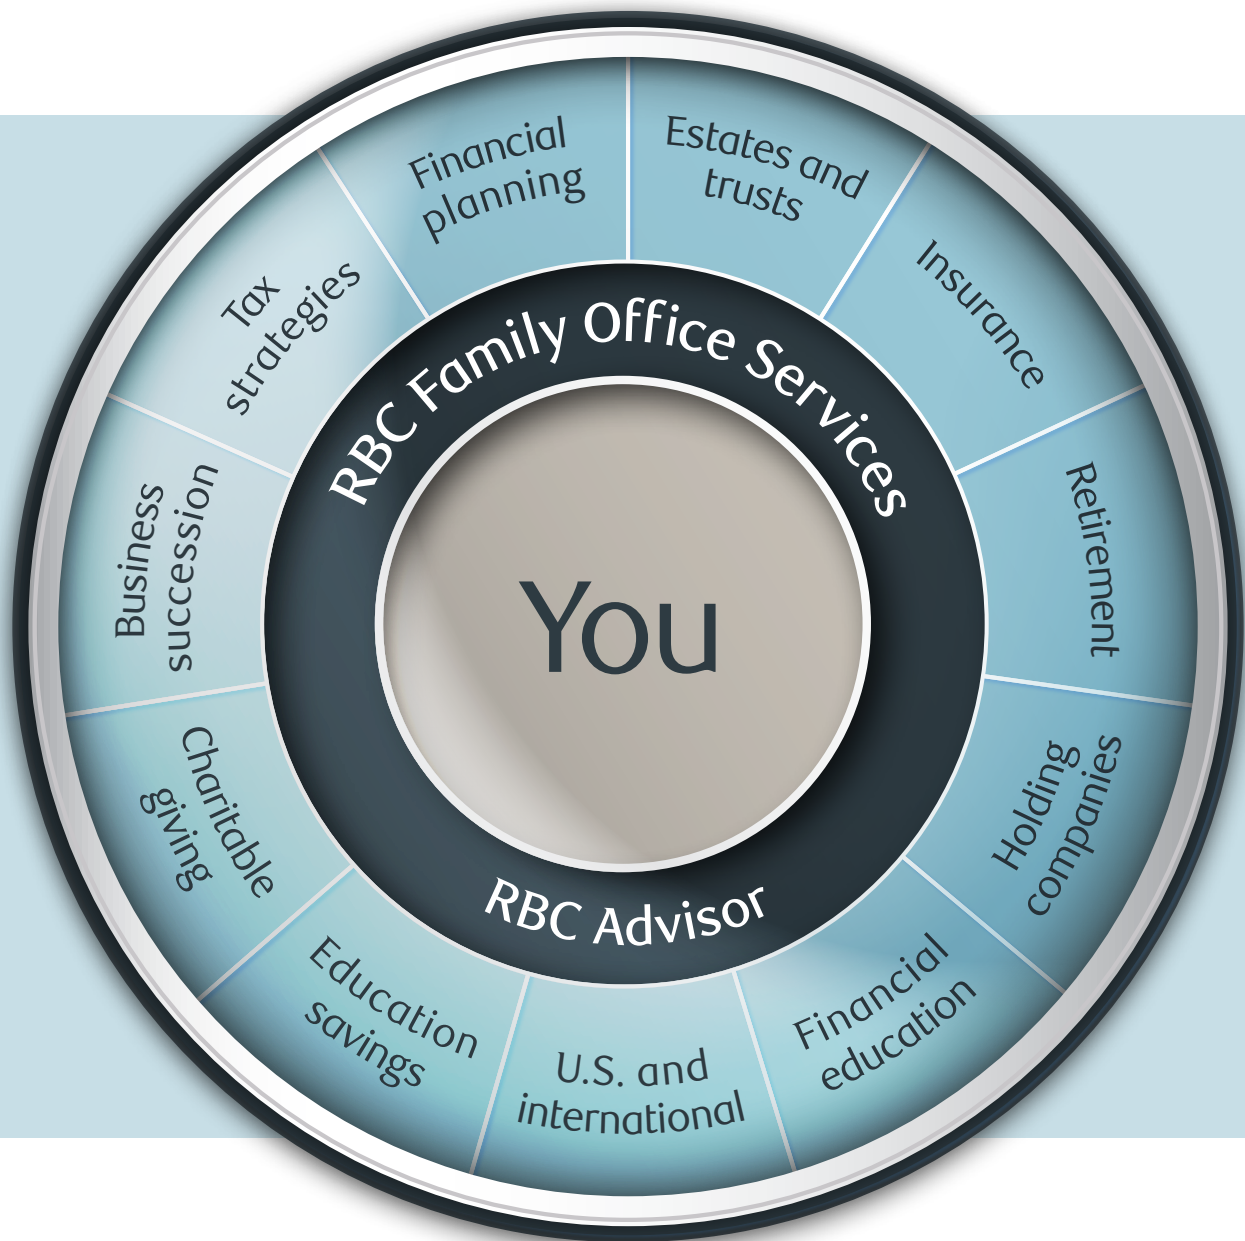 Financial
planning
Estates and
trusts
Insurance
Retirement
Holding
companies
Financial
education
U.S. and
international
Education
savings
Charitable
giving
Business
succession
Tax
strategies
RBC Family Office Services
You
RBC Advisor